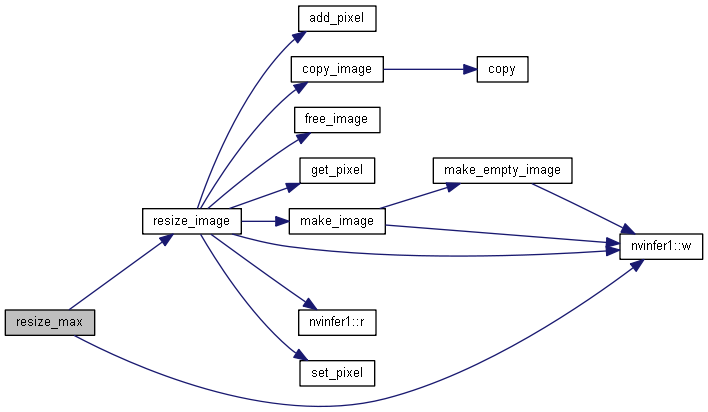 add_pixel
copy_image
copy
free_image
get_pixel
make_empty_image
resize_image
make_image
nvinfer1::w
resize_max
nvinfer1::r
set_pixel